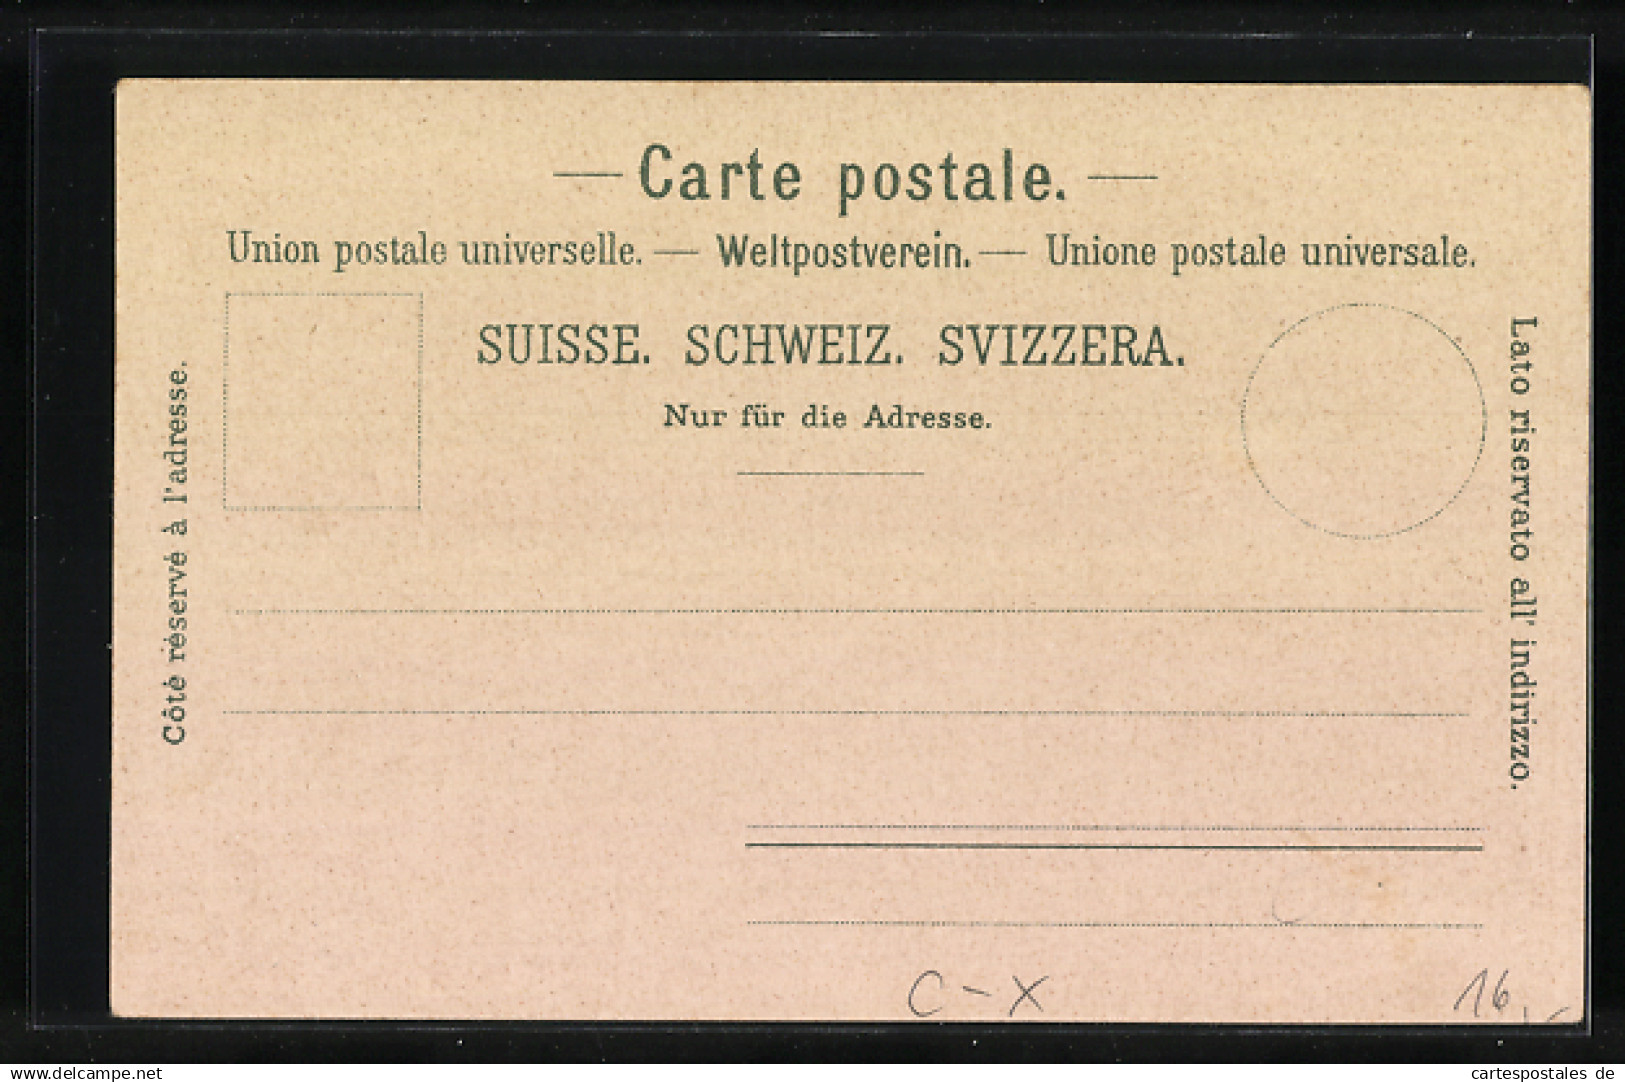 — Carte postale. —
Union postale universelle. — Weltpostverein. — Unione postale universale.
SUISSE. SCHWEIZ. SVIZZERA.
Nur für die Adresse.
Côté réservé à l'adresse.
Lato riservato all' indirizzo.
C – X
16,–
www.delcampe.net
cartespostales de